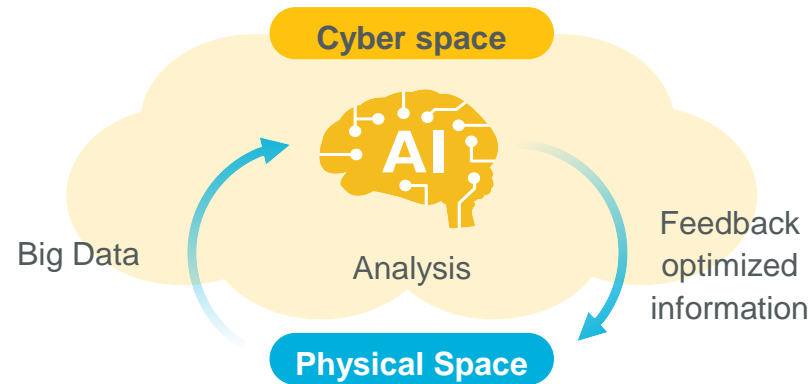 Cyber space
AI
Big Data
Analysis
Feedback
optimized
information
Physical Space